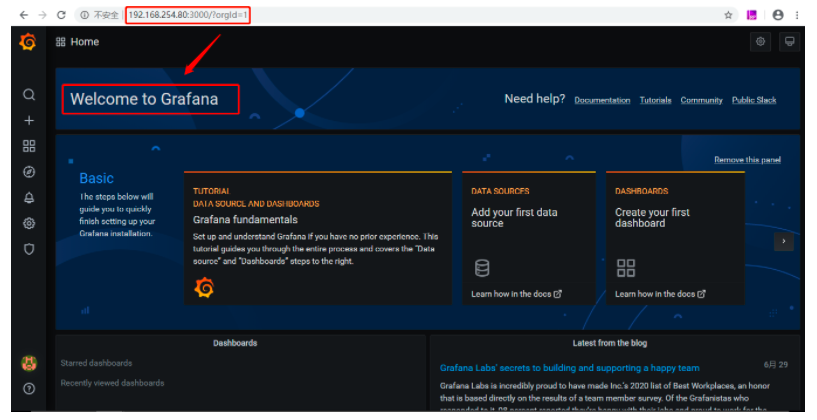 不安全 192.168.254.80:3000/?orgId=1
Home
Welcome to Grafana
Need help? Documentation Tutorials Community Public Slack
Remove this panel
Basic
The steps below will
guide you to quickly
finish setting up your
Grafana installation.
TUTORIAL
DATA SOURCE AND DASHBOARDS
Grafana fundamentals
Set up and understand Grafana if you have no prior experience. This
tutorial guides you through the entire process and covers the "Data
source" and "Dashboards" steps to the right.
DATA SOURCES
Add your first data
source
Learn how in the docs
DASHBOARDS
Create your first
dashboard
Learn how in the docs
Dashboards
Starred dashboards
Recently viewed dashboards
Latest from the blog
Grafana Labs' secrets to building and supporting a happy team
6月 29
Grafana Labs is incredibly proud to have made Inc.'s 2020 list of Best Workplaces, an honor
that is based directly on the results of a team member survey. Of the Grafanistas who